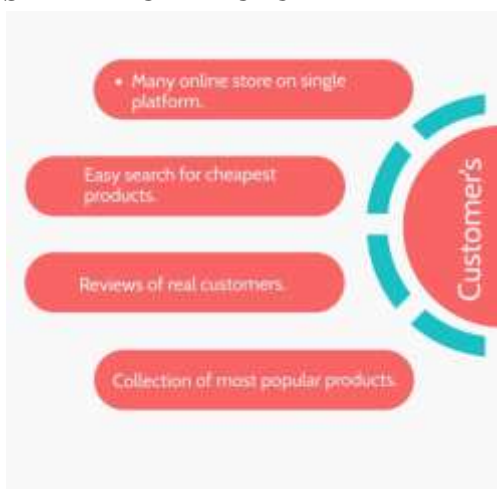 • Many online store on single
platform.
Easy search for cheapest
products.
Reviews of real customers.
Collection of most popular products.
Customer's